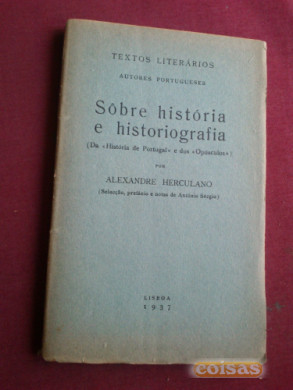 TEXTOS LITERÁRIOS
AUTORES PORTUGUESES
Sôbre história
e historiografia
(Da «História de Portugal» e dos «Opúsculos»)
POR
ALEXANDRE HERCULANO
(Selecção, prefácio e notas de António Sérgio)
LISBOA
1937
coisas